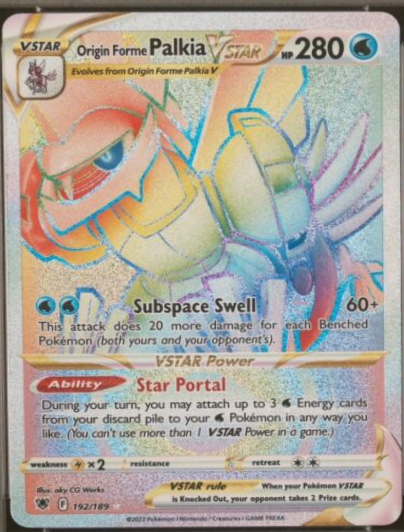 VSTAR Origin Forme Palkia VSTAR HP 280
Evolves from Origin Forme Palkia V
Subspace Swell 60+
This attack does 20 more damage for each Benched
Pokémon (both yours and your opponent's).
VSTAR Power
Ability Star Portal
During your turn, you may attach up to 3 Energy cards
from your discard pile to your Pokémon in any way you
like. (You can't use more than 1 VSTAR Power in a game.)
weakness ×2 resistance retreat
Illus. aky CG Works
VSTAR rule When your Pokémon VSTAR
is Knocked Out, your opponent takes 2 Prize cards.
F 192/189
©2022 Pokémon / Nintendo / Creatures / GAME FREAK